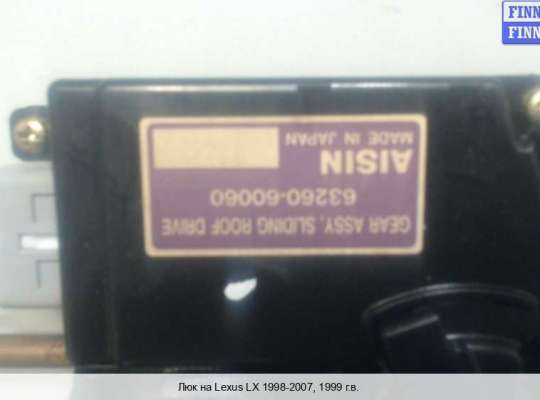 FINN
FINN
GEAR ASSY, SLIDING ROOF DRIVE
63260-60060
AISIN
MADE IN JAPAN
Люк на Lexus LX 1998-2007, 1999 г.в.